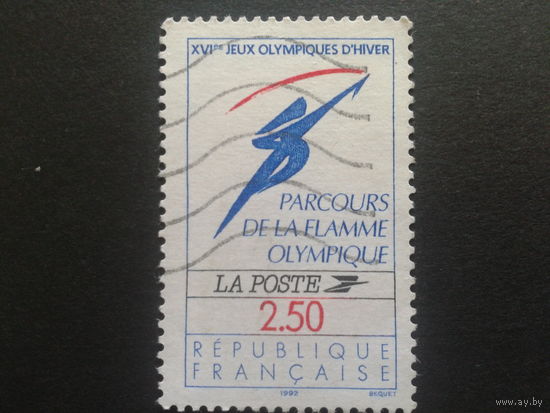 XVIes JEUX OLYMPIQUES D'HIVER
PARCOURS
DE LA FLAMME
OLYMPIQUE
LA POSTE
2.50
RÉPUBLIQUE
FRANÇAISE
1992 BEQUET
www.ay.by